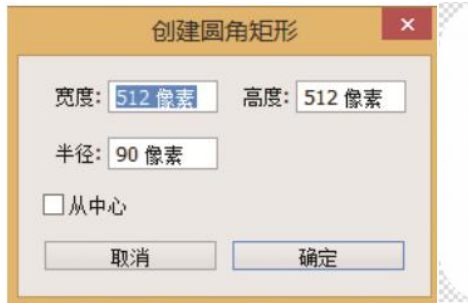 创建圆角矩形
宽度: 512 像素 高度: 512 像素
半径: 90 像素
从中心
取消 确定